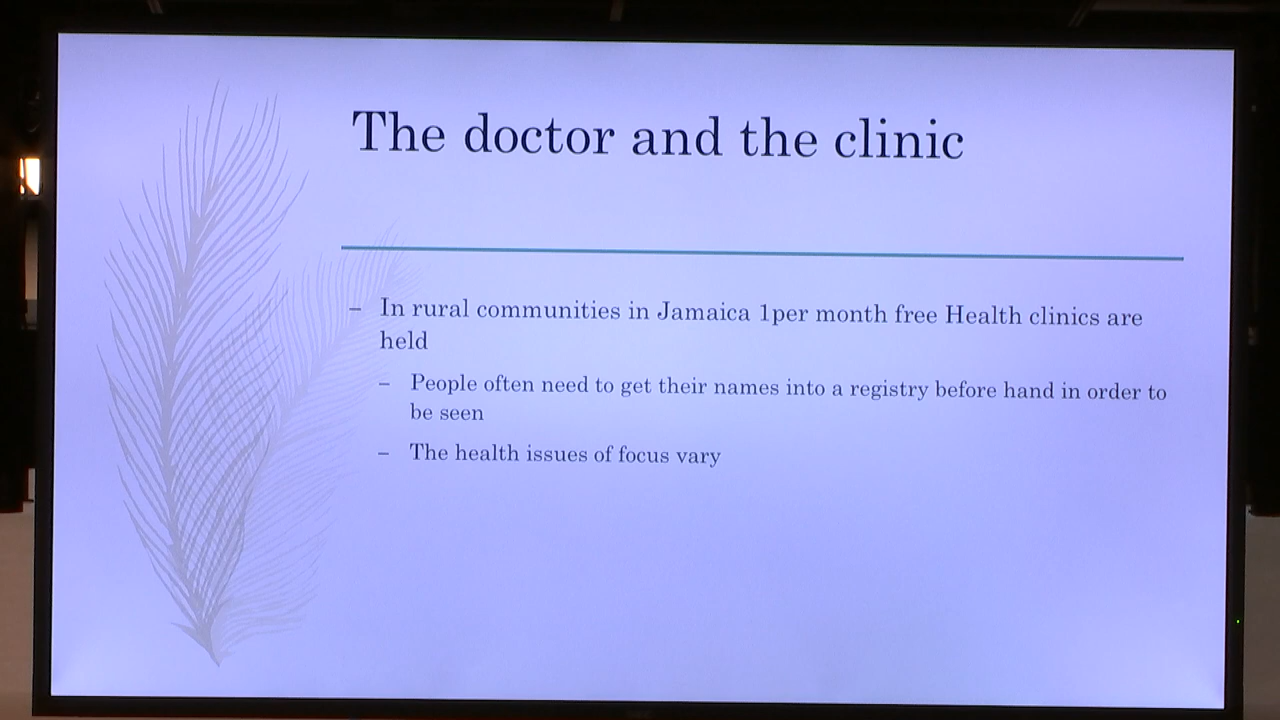 The doctor and the clinic
– In rural communities in Jamaica 1per month free Health clinics are
held
– People often need to get their names into a registry before hand in order to
be seen
– The health issues of focus vary